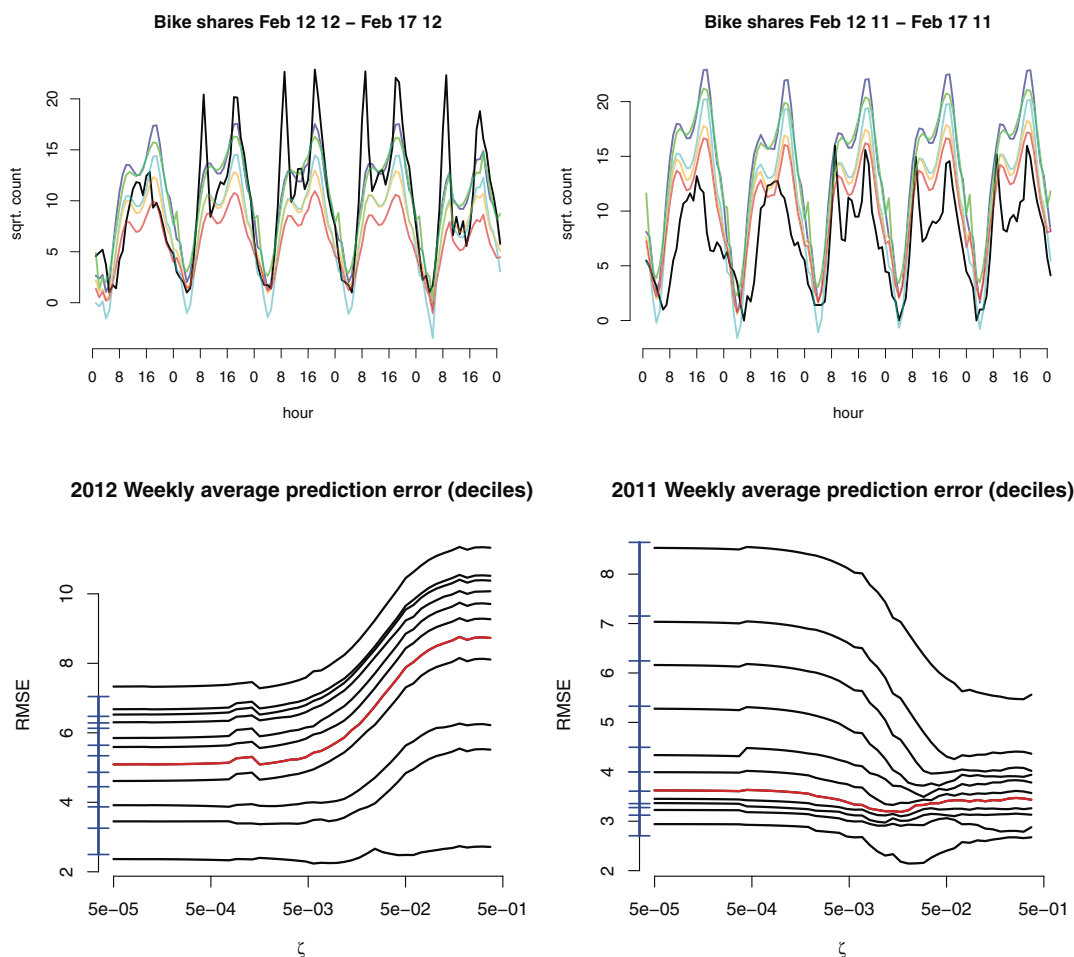 Bike shares Feb 12 12 – Feb 17 12
sqrt. count
20
15
10
5
0
0 8 16 0 8 16 0 8 16 0 8 16 0 8 16 0
hour
Bike shares Feb 12 11 – Feb 17 11
sqrt. count
20
15
10
5
0
0 8 16 0 8 16 0 8 16 0 8 16 0 8 16 0
hour
2012 Weekly average prediction error (deciles)
RMSE
10
8
6
4
2
5e−05 5e−04 5e−03 5e−02 5e−01
ζ
2011 Weekly average prediction error (deciles)
RMSE
8
7
6
5
4
3
2
5e−05 5e−04 5e−03 5e−02 5e−01
ζ